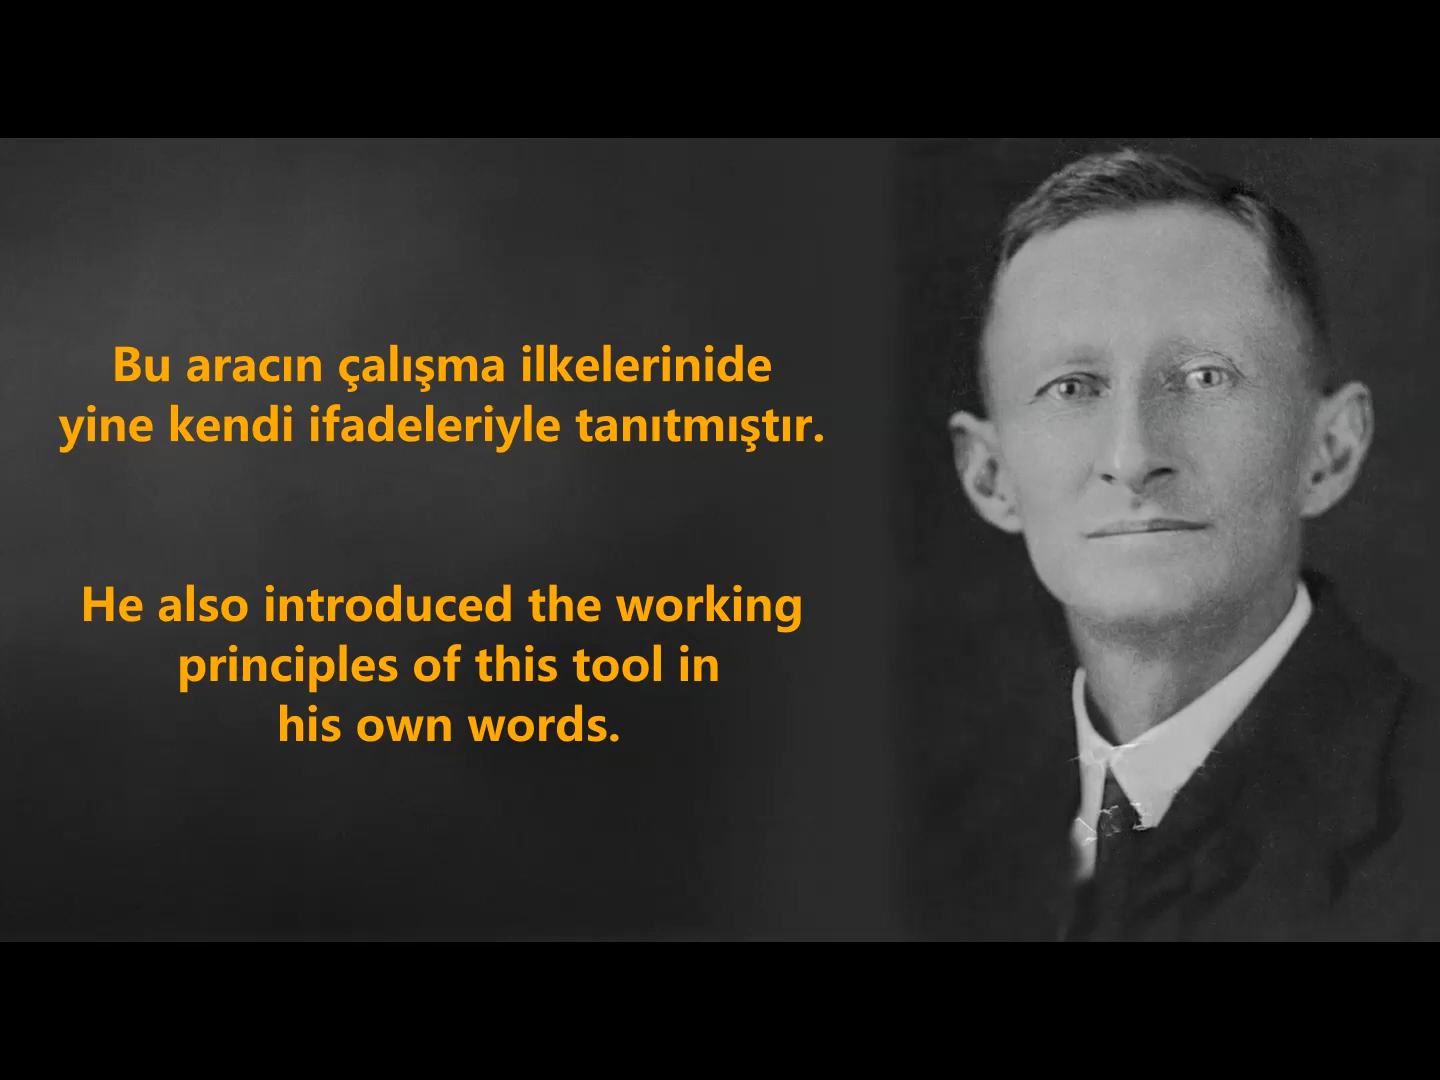 Bu aracın çalışma ilkelerinide
yine kendi ifadeleriyle tanıtmıştır.
He also introduced the working
principles of this tool in
his own words.